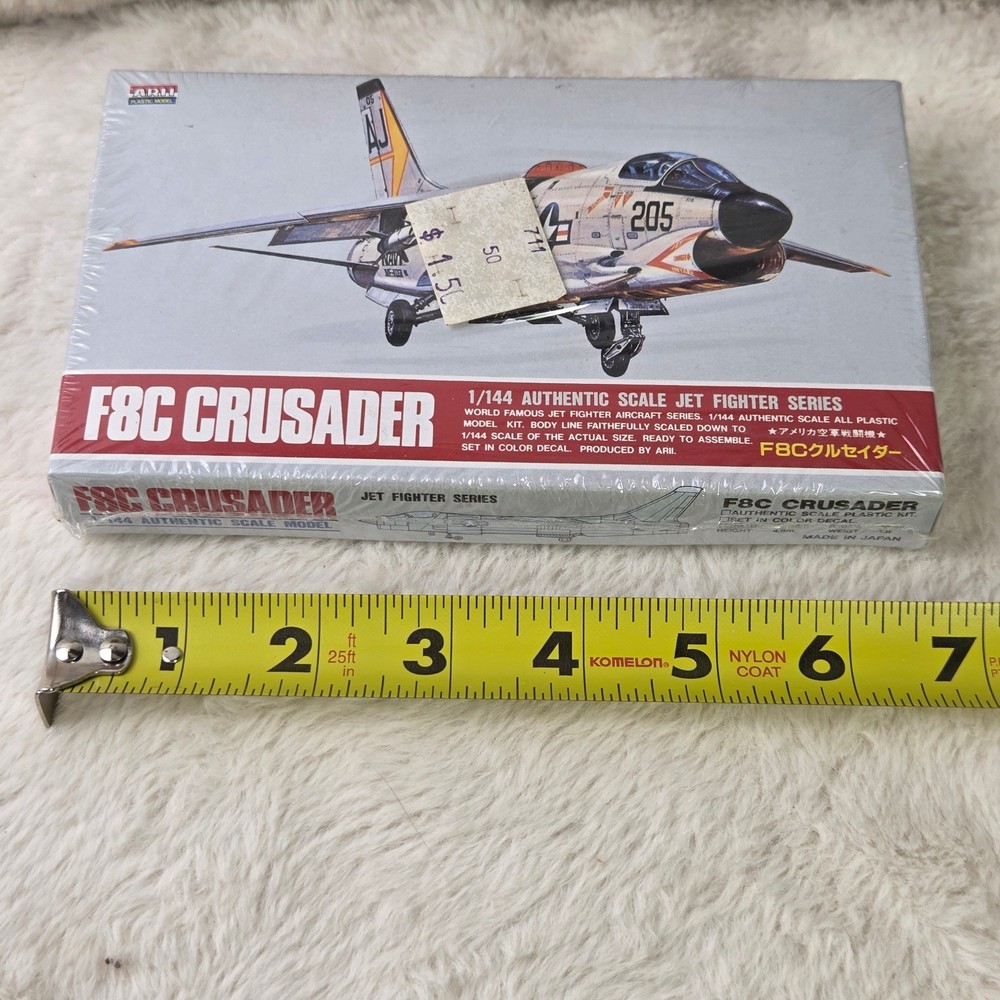 ARII
PLASTIC MODEL
06
AJ
205
711
50
$1.50
F8C CRUSADER
1/144 AUTHENTIC SCALE JET FIGHTER SERIES
WORLD FAMOUS JET FIGHTER AIRCRAFT SERIES. 1/144 AUTHENTIC SCALE ALL PLASTIC
MODEL KIT. BODY LINE FAITHEFULLY SCALED DOWN TO
1/144 SCALE OF THE ACTUAL SIZE. READY TO ASSEMBLE.
SET IN COLOR DECAL. PRODUCED BY ARII.
★アメリカ空軍戦闘機★
F8Cクルセイダー
F8C CRUSADER
1/144 AUTHENTIC SCALE MODEL
JET FIGHTER SERIES
F8C CRUSADER
AUTHENTIC SCALE PLASTIC KIT.
SET IN COLOR DECAL
MADE IN JAPAN
1 2 3 4 5 6 7
ft
25ft
in
KOMELON®
NYLON
COAT